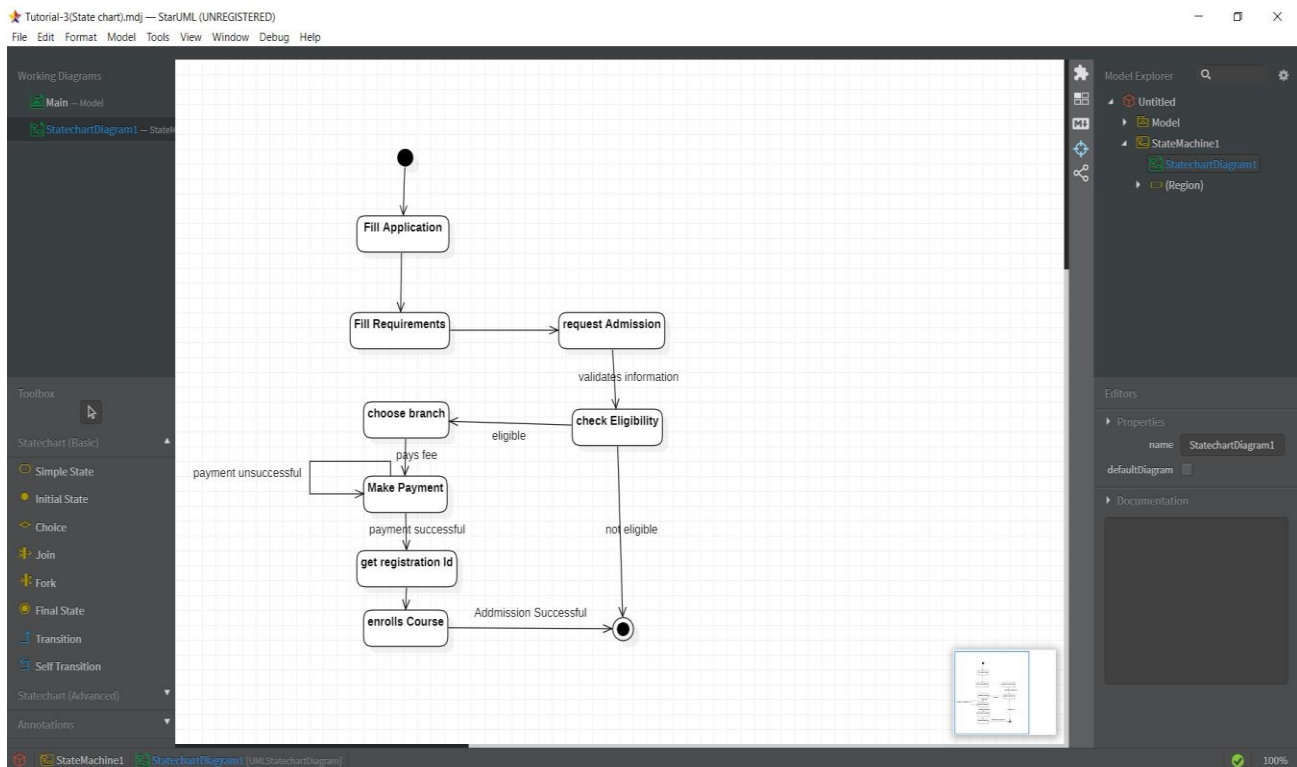 Tutorial-3(State chart).mdj — StarUML (UNREGISTERED)
File Edit Format Model Tools View Window Debug Help
Working Diagrams
Main — Model
StatechartDiagram1 — StateM
Toolbox
Statechart (Basic)
Simple State
Initial State
Choice
Join
Fork
Final State
Transition
Self Transition
Statechart (Advanced)
Annotations
Fill Application
Fill Requirements
request Admission
validates information
choose branch
check Eligibility
eligible
pays fee
payment unsuccessful
Make Payment
payment successful
not eligible
get registration Id
enrolls Course
Addmission Successful
M
Model Explorer
Untitled
Model
StateMachine1
StatechartDiagram1
(Region)
Editors
Properties
name StatechartDiagram1
defaultDiagram
Documentation
StateMachine1 StatechartDiagram1 [UMLStatechartDiagram]
100%